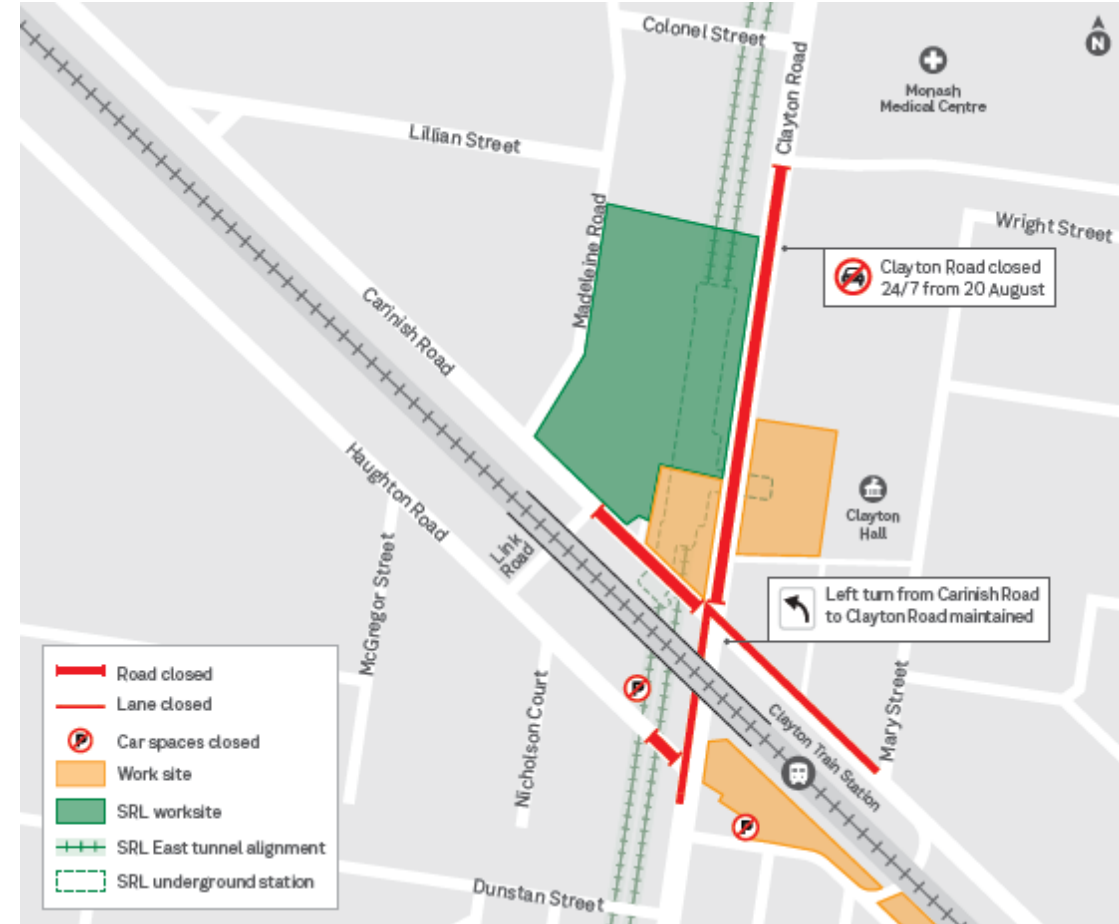 Colonel Street
N
Clayton Road
Monash
Medical Centre
Lillian Street
Wright Street
Madeleine Road
Clayton Road closed
24/7 from 20 August
Carinish Road
Haughton Road
Clayton
Hall
Link
Road
McGregor Street
Left turn from Carinish Road
to Clayton Road maintained
Nicholson Court
Mary Street
Clayton Train Station
P
P
Dunstan Street
Road closed
Lane closed
P
Car spaces closed
Work site
SRL worksite
SRL East tunnel alignment
SRL underground station